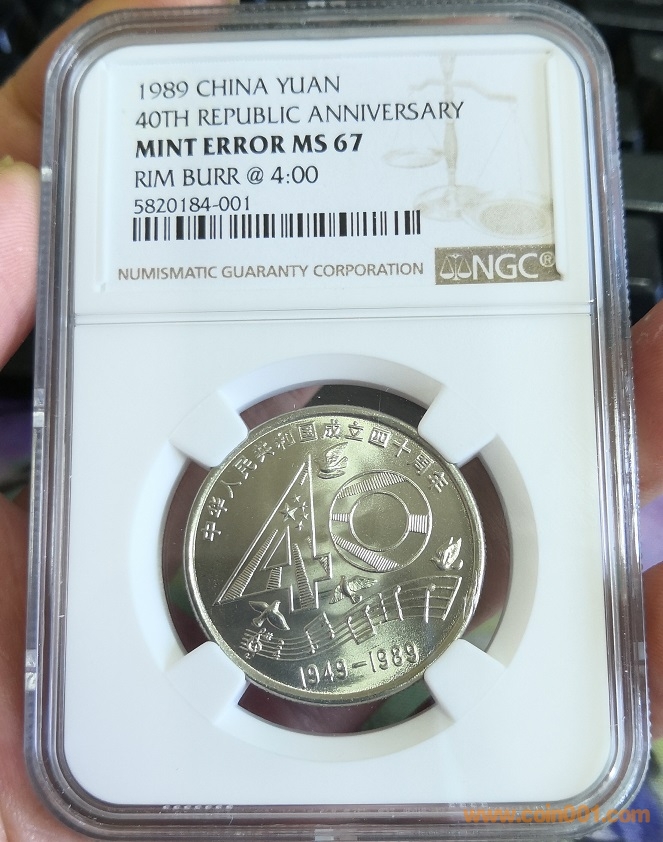 1989 CHINA YUAN
40TH REPUBLIC ANNIVERSARY
MINT ERROR MS 67
RIM BURR @ 4:00
5820184-001
NUMISMATIC GUARANTY CORPORATION
NGC®
中华人民共和国成立四十周年
40
1949-1989
www.coin001.com